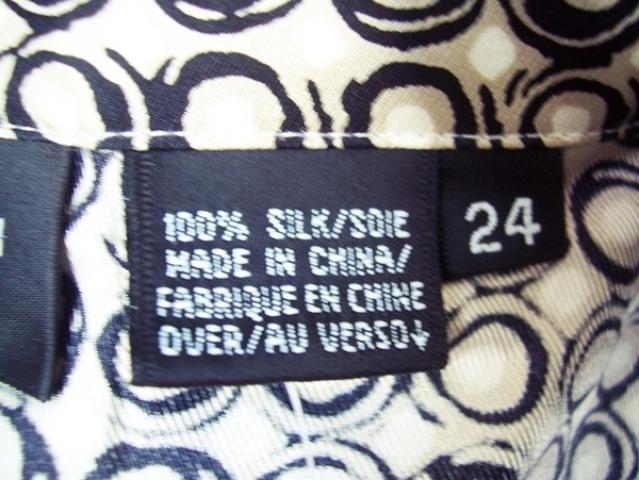 100% SILK/SOIE
MADE IN CHINA/
FABRIQUE EN CHINE
OVER/AU VERSO↓
24